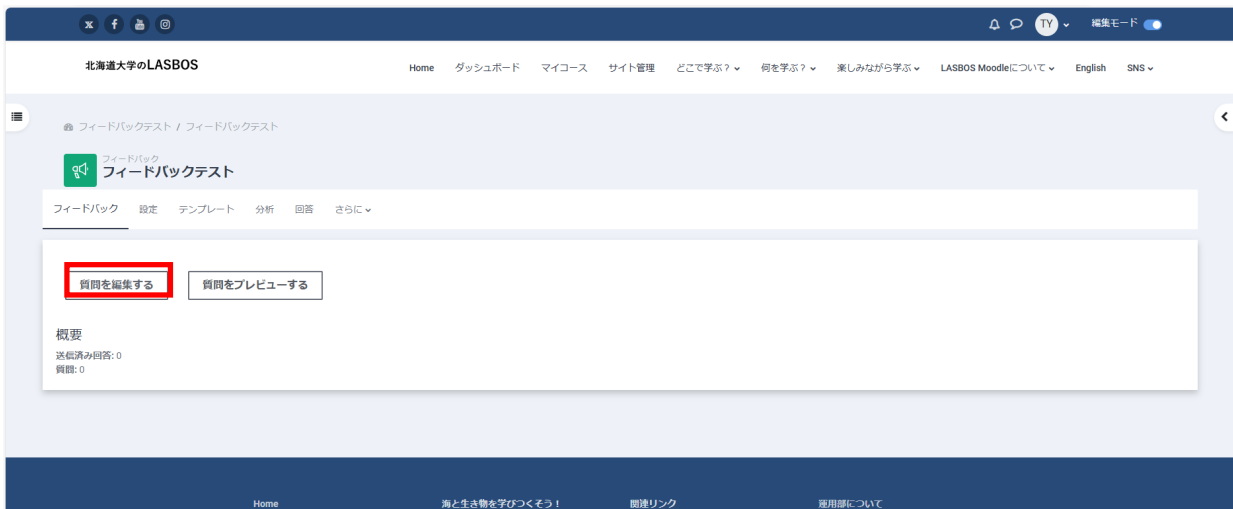 TY 編集モード
北海道大学のLASBOS
Home ダッシュボード マイコース サイト管理 どこで学ぶ？ 何を学ぶ？ 楽しみながら学ぶ LASBOS Moodleについて English SNS
フィードバックテスト / フィードバックテスト
フィードバック
フィードバックテスト
フィードバック 設定 テンプレート 分析 回答 さらに
質問を編集する 質問をプレビューする
概要
送信済み回答: 0
質問: 0
Home 海と生き物を学びつくそう！ 関連リンク 運用部について